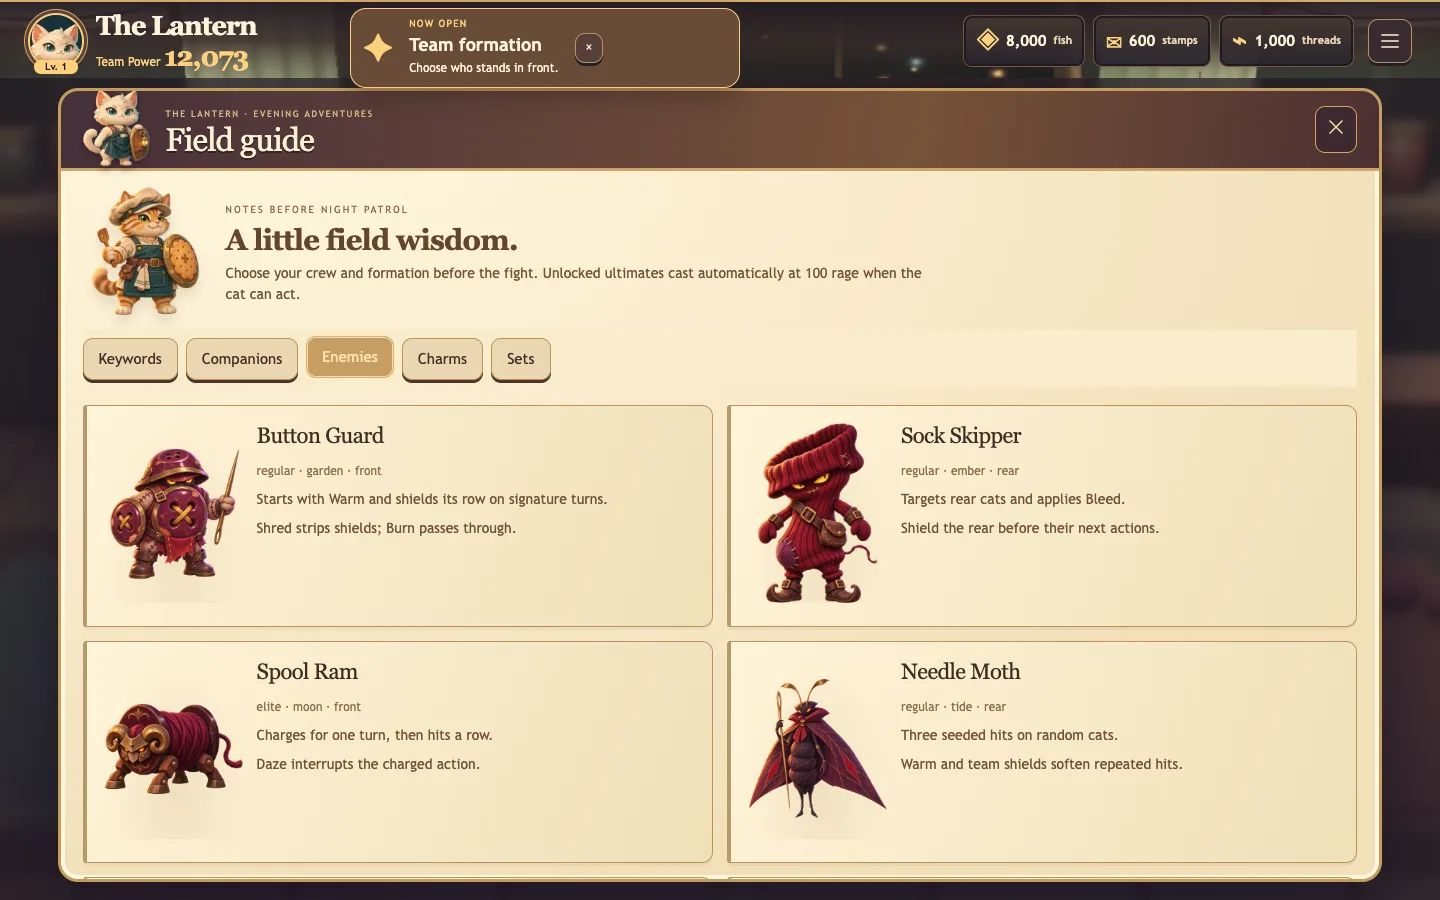 The Lantern
Team Power 12,073
Lv. 1
NOW OPEN
Team formation
Choose who stands in front.
×
8,000 fish
600 stamps
1,000 threads
THE LANTERN · EVENING ADVENTURES
Field guide
NOTES BEFORE NIGHT PATROL
A little field wisdom.
Choose your crew and formation before the fight. Unlocked ultimates cast automatically at 100 rage when the
cat can act.
Keywords
Companions
Enemies
Charms
Sets
Button Guard
regular · garden · front
Starts with Warm and shields its row on signature turns.
Shred strips shields; Burn passes through.
Sock Skipper
regular · ember · rear
Targets rear cats and applies Bleed.
Shield the rear before their next actions.
Spool Ram
elite · moon · front
Charges for one turn, then hits a row.
Daze interrupts the charged action.
Needle Moth
regular · tide · rear
Three seeded hits on random cats.
Warm and team shields soften repeated hits.